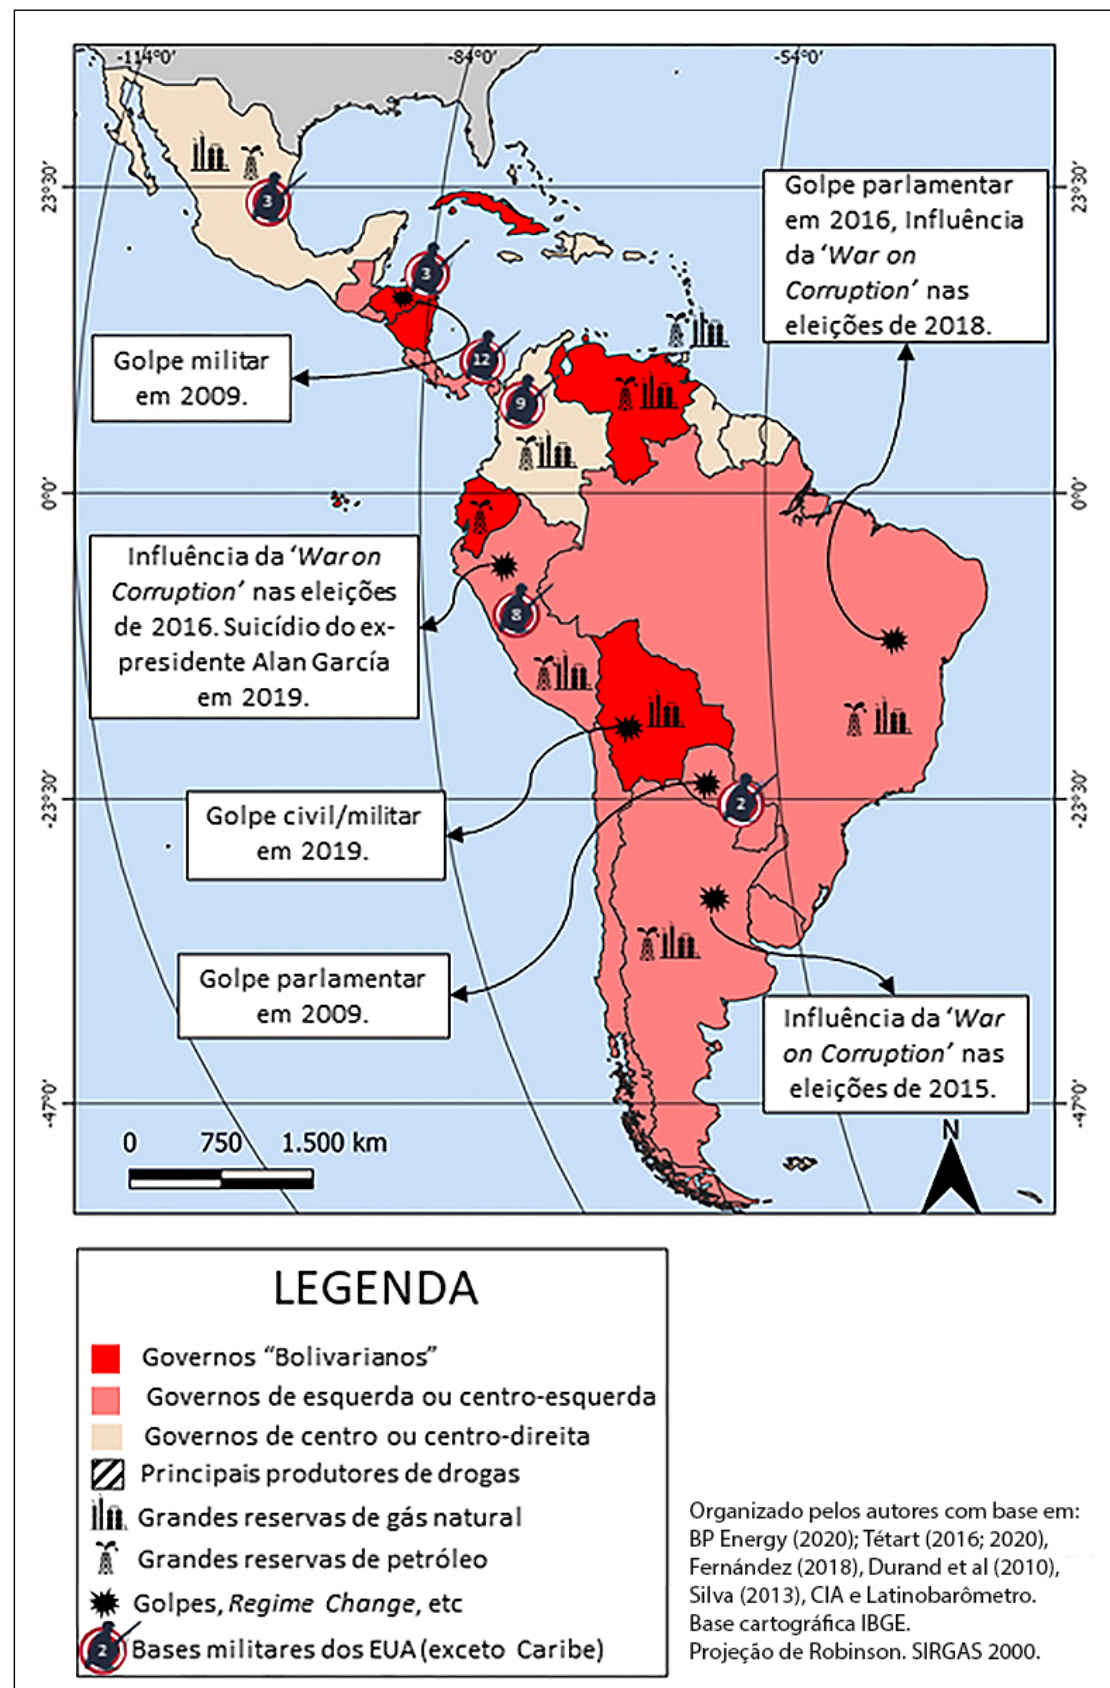 -114°0'
-84°0'
-54°0'
23°30'
23°30'
Golpe parlamentar
em 2016, Influência
da ‘War on
Corruption’ nas
eleições de 2018.
3
3
12
9
Golpe militar
em 2009.
0°0'
0°0'
Influência da ‘War on
Corruption’ nas eleições
de 2016. Suicídio do ex-
presidente Alan García
em 2019.
8
-23°30'
-23°30'
2
Golpe civil/militar
em 2019.
Golpe parlamentar
em 2009.
Influência da ‘War
on Corruption’ nas
eleições de 2015.
-47°0'
-47°0'
0 750 1.500 km
N
LEGENDA
Governos “Bolivarianos”
Governos de esquerda ou centro-esquerda
Governos de centro ou centro-direita
Principais produtores de drogas
Grandes reservas de gás natural
Grandes reservas de petróleo
Golpes, Regime Change, etc
2 Bases militares dos EUA (exceto Caribe)
Organizado pelos autores com base em:
BP Energy (2020); Tétart (2016; 2020),
Fernández (2018), Durand et al (2010),
Silva (2013), CIA e Latinobarômetro.
Base cartográfica IBGE.
Projeção de Robinson. SIRGAS 2000.